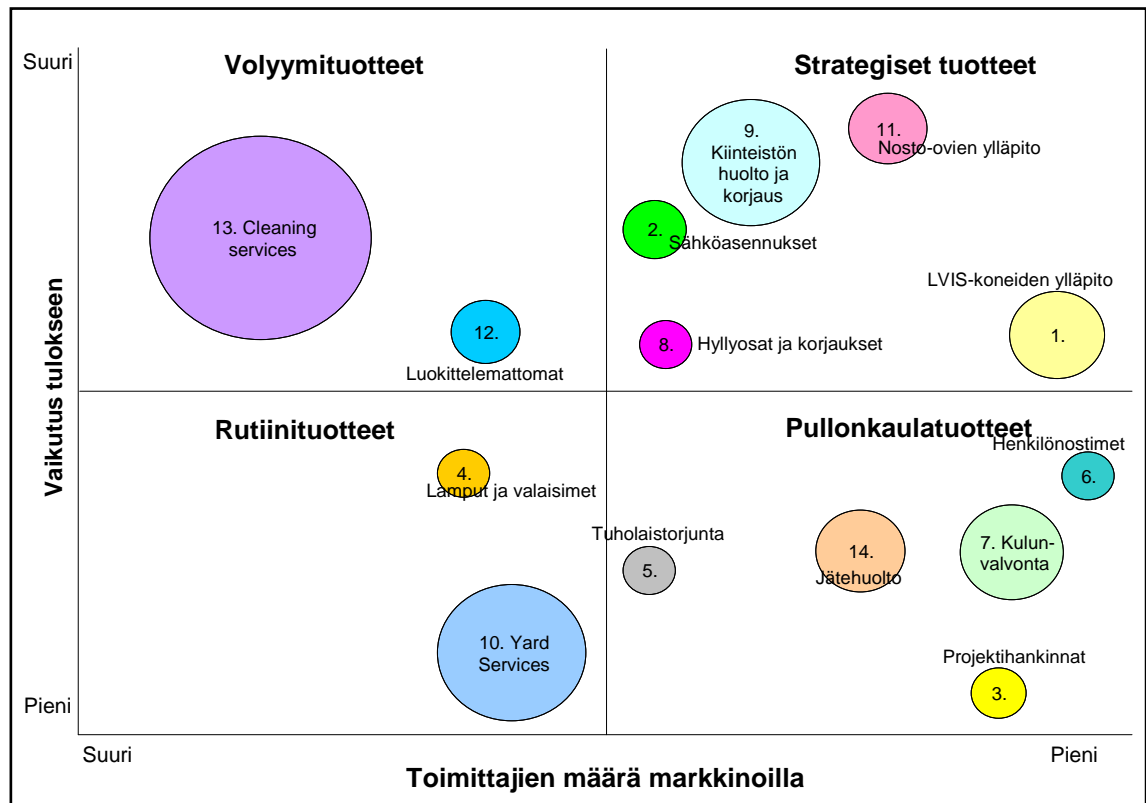 Suuri
Volyymituotteet
Strategiset tuotteet
13. Cleaning
services
12.
Luokittelemattomat
9.
Kiinteistön
huolto ja
korjaus
11.
Nosto-ovien ylläpito
2.
Sähköasennukset
LVIS-koneiden ylläpito
1.
8.
Hyllyosat ja korjaukset
Vaikutus tulokseen
Rutiinituotteet
Pullonkaulatuotteet
4.
Lamput ja valaisimet
10. Yard
Services
Henkilönostimet
6.
Tuholaistorjunta
5.
14.
Jätehuolto
7. Kulun-
valvonta
Projektihankinnat
3.
Pieni
Suuri
Pieni
Toimittajien määrä markkinoilla